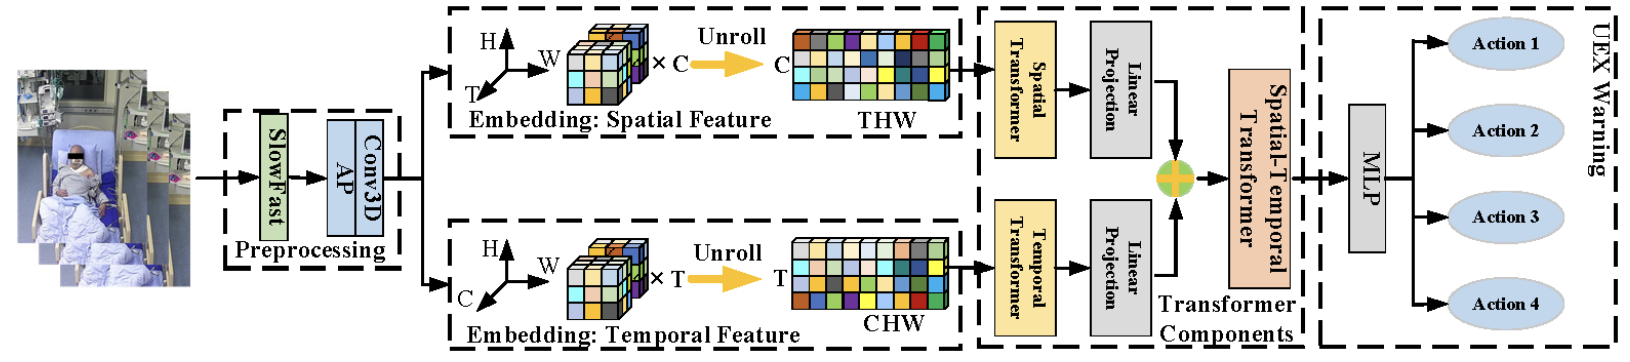 SlowFast
Conv3D
AP
Preprocessing
H
W
T
× C
Unroll
C
THW
Embedding: Spatial Feature
H
W
C
× T
Unroll
T
CHW
Embedding: Temporal Feature
Spatial
Transformer
Linear
Projection
Temporal
Transformer
Linear
Projection
Spatial-Temporal
Transformer
Transformer
Components
MLP
Action 1
Action 2
Action 3
Action 4
UEX Warning